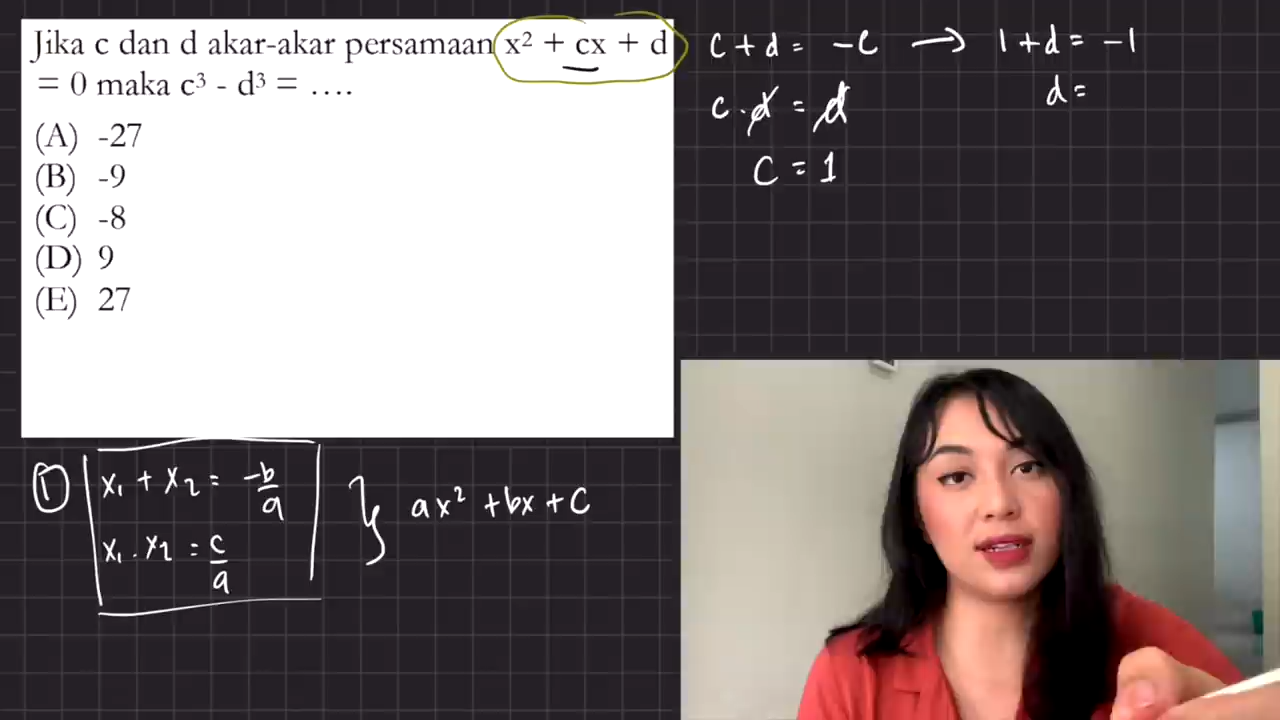 Jika c dan d akar-akar persamaan x² + cx + d
= 0 maka c³ - d³ = ....
(A) -27
(B) -9
(C) -8
(D) 9
(E) 27
c + d = -c → 1 + d = -1
d =
c . d = d
C = 1
① x₁ + x₂ = -b/a
x₁ . x₂ = c/a
ax² + bx + c